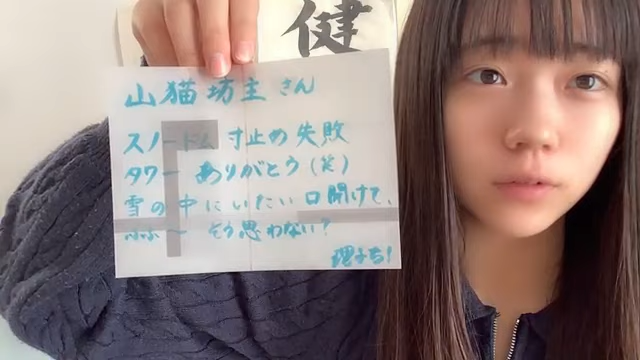 健
山猫坊主さん
スノードム 寸止め失敗
タワー ありがとう(笑)
雪の中にいたい 口開けて、
ふふ〜 そう思わない?
理子ち!